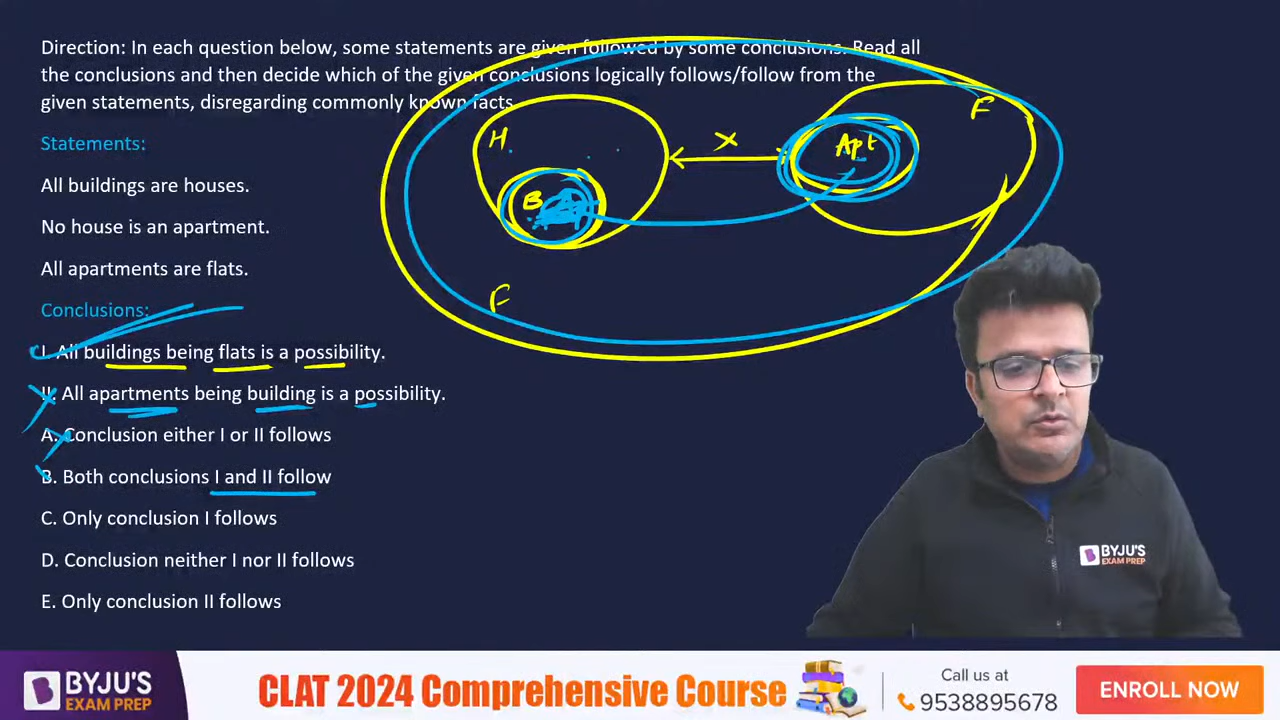 Direction: In each question below, some statements are given followed by some conclusions. Read all
the conclusions and then decide which of the given conclusions logically follows/follow from the
given statements, disregarding commonly known facts.
Statements:
All buildings are houses.
No house is an apartment.
All apartments are flats.
Conclusions:
I. All buildings being flats is a possibility.
II. All apartments being building is a possibility.
A. Conclusion either I or II follows
B. Both conclusions I and II follow
C. Only conclusion I follows
D. Conclusion neither I nor II follows
E. Only conclusion II follows
H
B
X
Apt
F
F
BYJU'S
EXAM PREP
BYJU'S
EXAM PREP
CLAT 2024 Comprehensive Course
Call us at
9538895678
ENROLL NOW